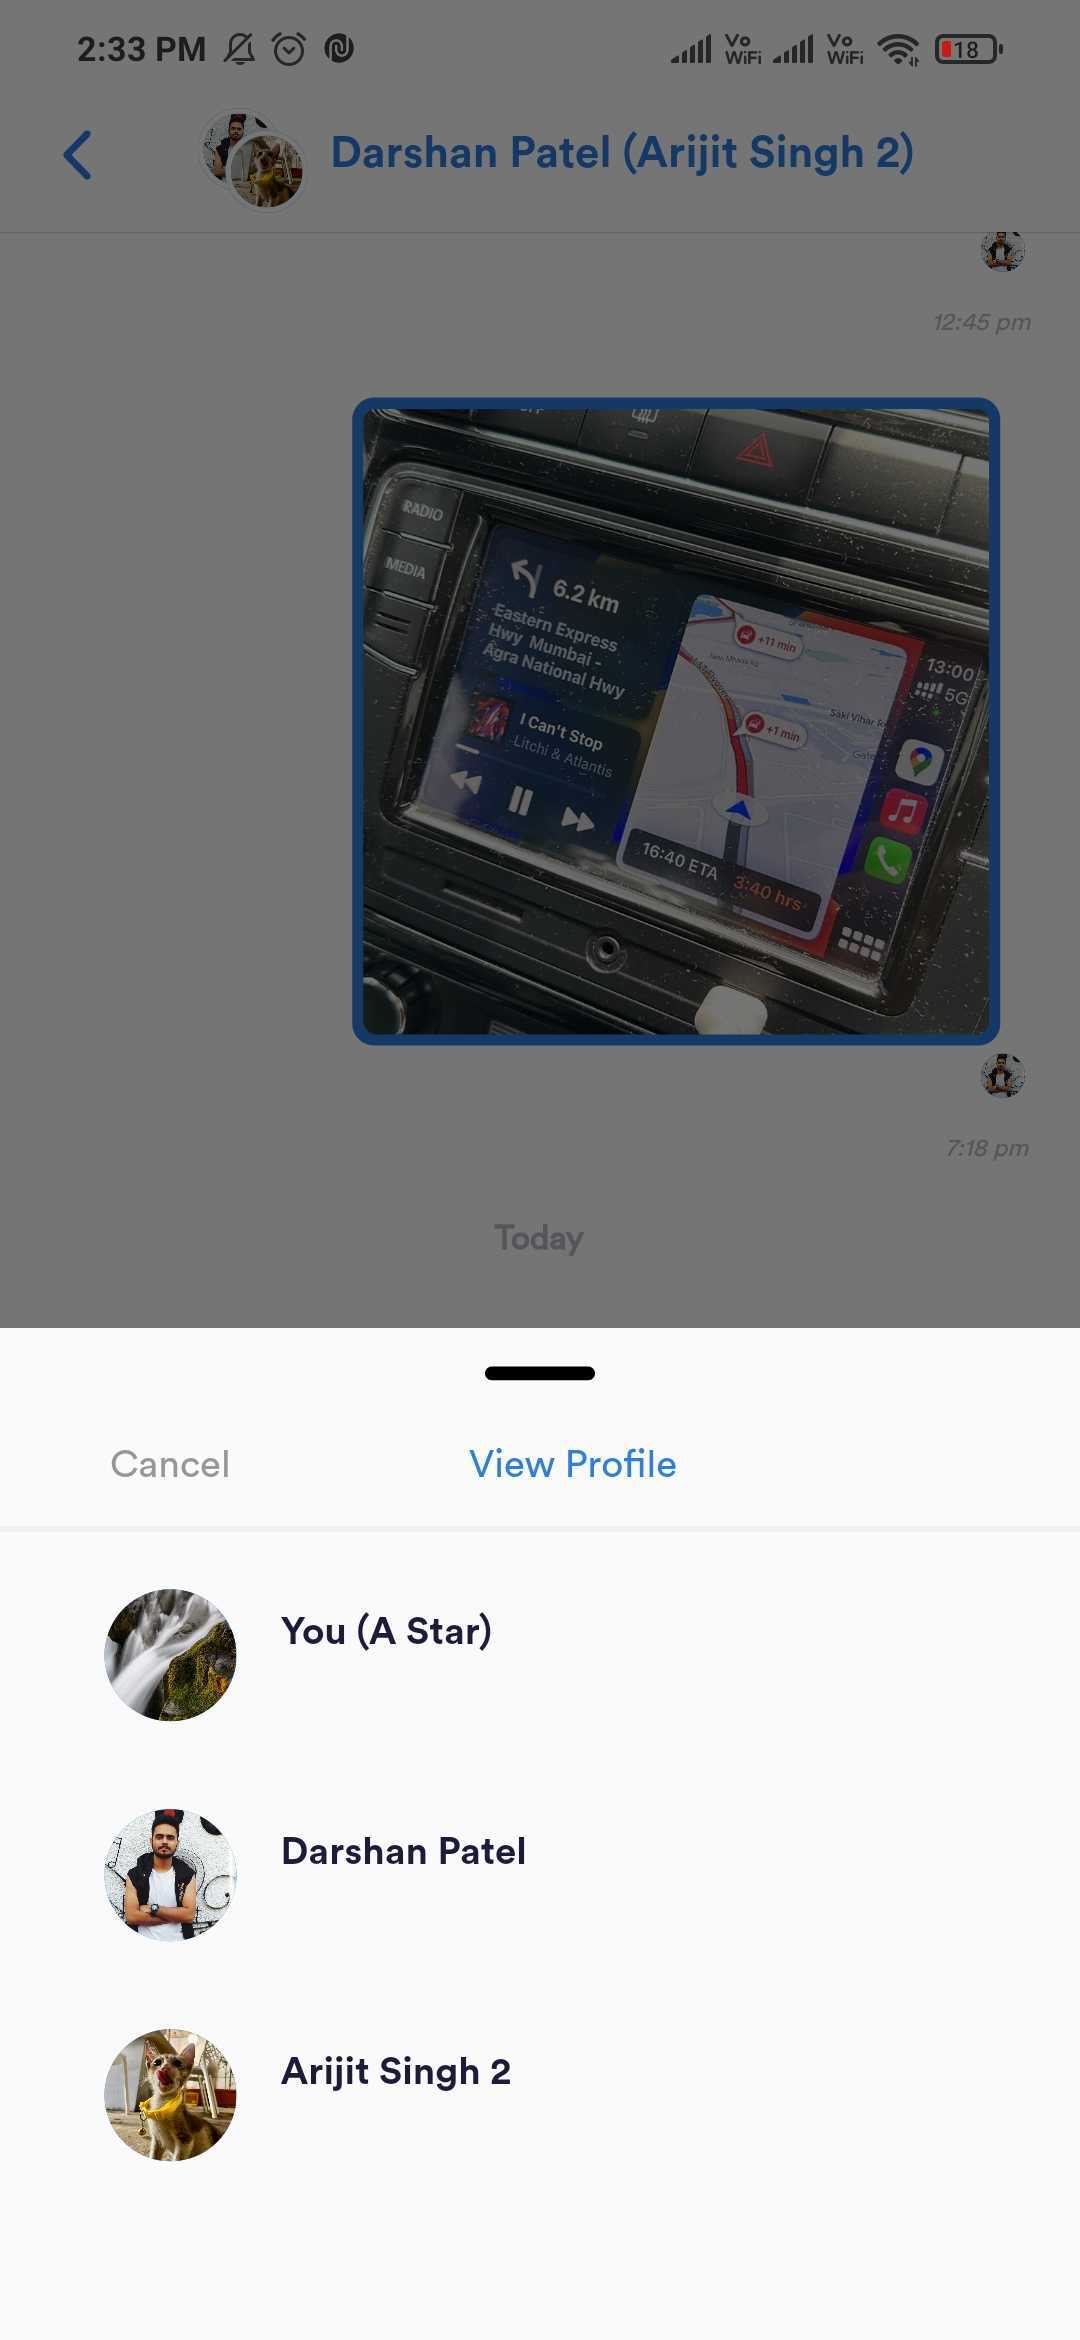 2:33 PM
Vo
WiFi
Vo
WiFi
18
Darshan Patel (Arijit Singh 2)
12:45 pm
RADIO
MEDIA
6.2 km
Eastern Express
Hwy Mumbai -
Agra National Hwy
I Can't Stop
Litchi & Atlantis
+11 min
+1 min
Saki Vihar
13:00
5G
16:40 ETA
3:40 hrs
7:18 pm
Today
Cancel
View Profile
You (A Star)
Darshan Patel
Arijit Singh 2